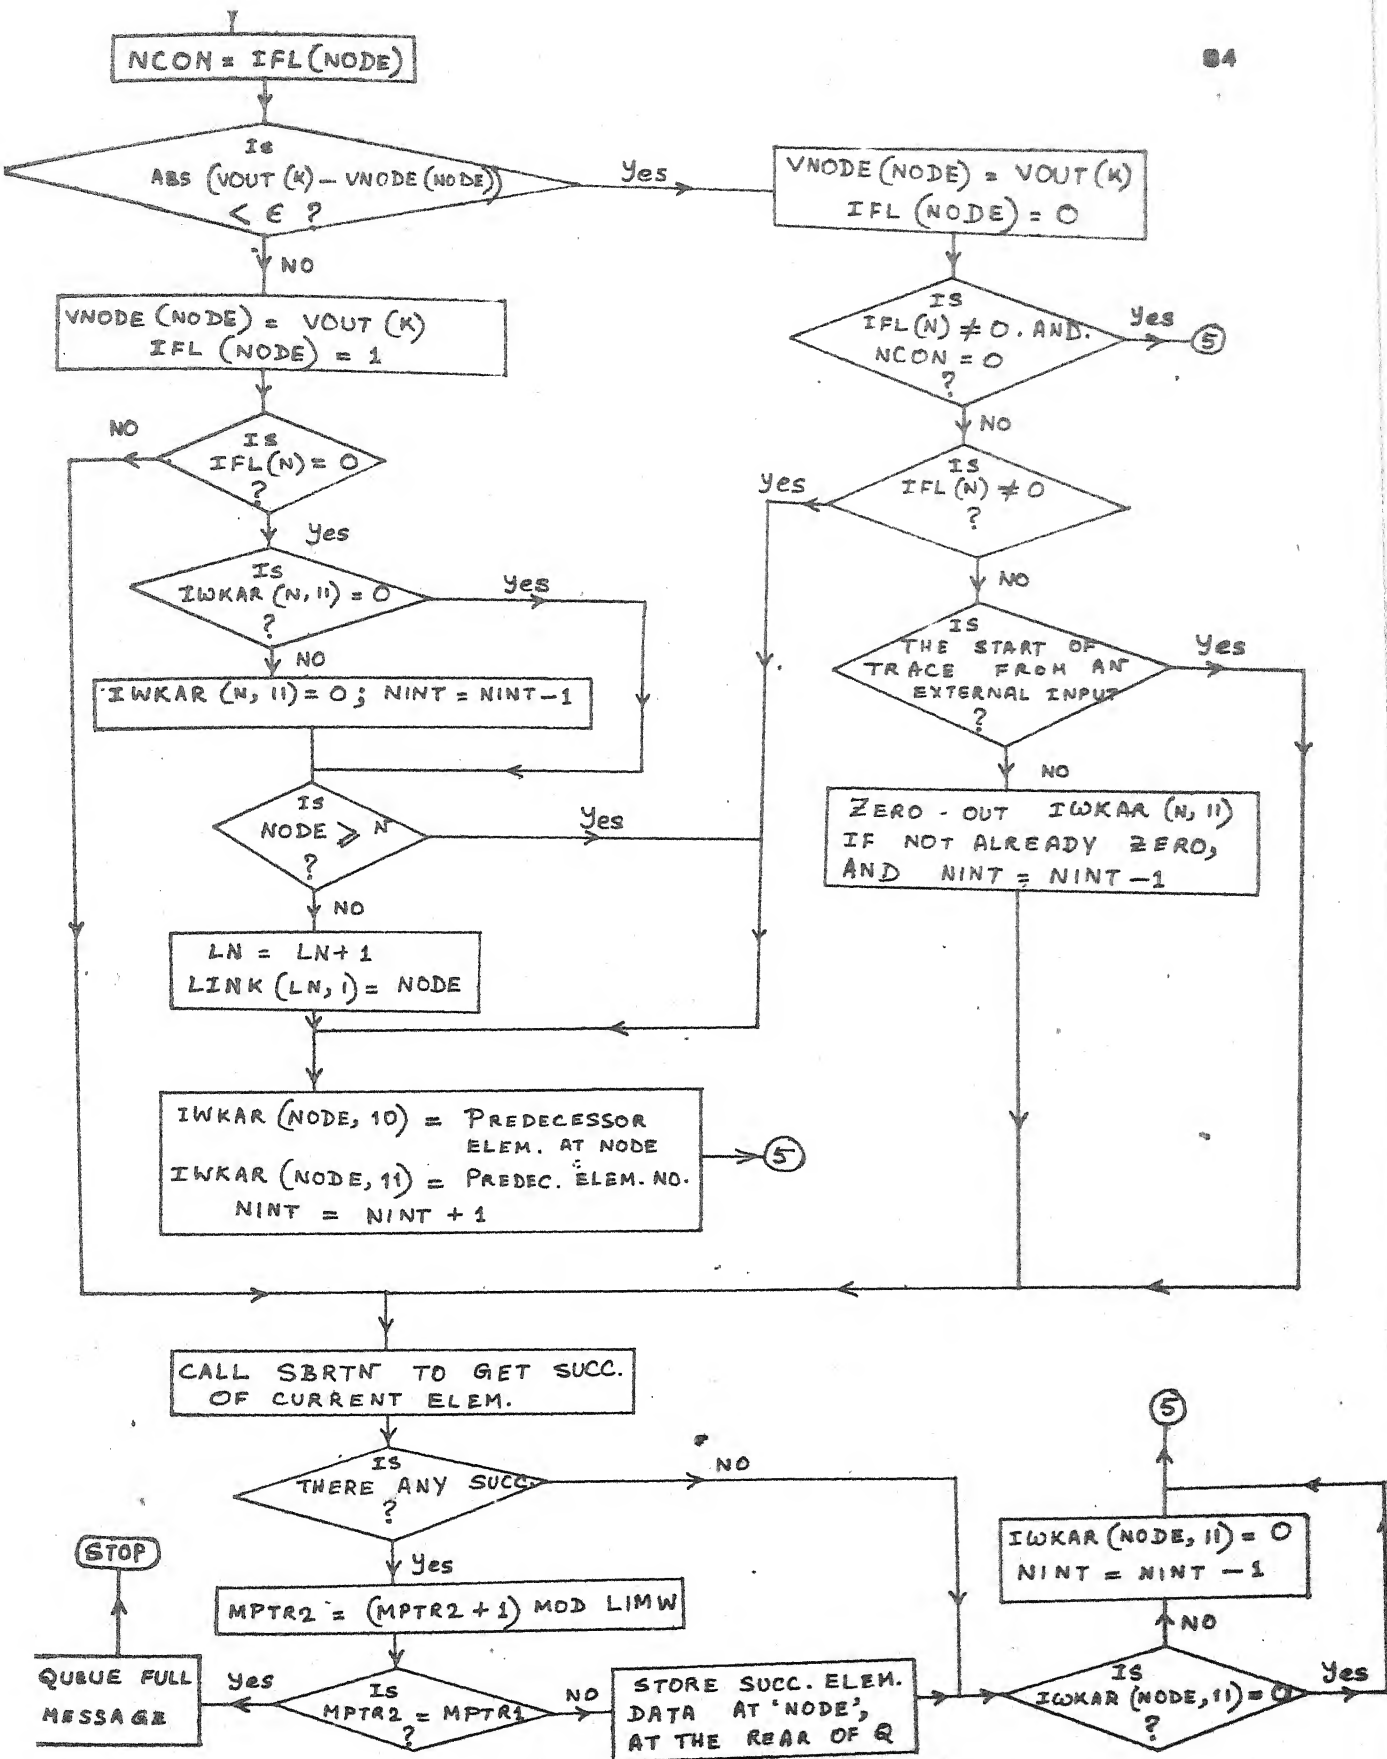 84
NCON = IFL(NODE)
Is
ABS (VOUT(K) - VNODE(NODE))
< ϵ ?
Yes
VNODE(NODE) = VOUT(K)
IFL (NODE) = 0
NO
VNODE (NODE) = VOUT (K)
IFL (NODE) = 1
IS
IFL(N) ≠ 0 .AND.
NCON = 0
?
Yes
5
NO
NO
Is
IFL(N) = 0
?
Yes
IS
IFL(N) ≠ 0
?
Yes
NO
Is
IWKAR (N, 11) = 0
?
Yes
NO
IWKAR (N, 11) = 0 ; NINT = NINT-1
IS
THE START OF
TRACE FROM AN
EXTERNAL INPUT
?
Yes
NO
ZERO - OUT IWKAR (N, 11)
IF NOT ALREADY ZERO,
AND NINT = NINT -1
Is
NODE ⩾ N
?
Yes
NO
LN = LN+ 1
LINK (LN, 1) = NODE
IWKAR (NODE, 10) = PREDECESSOR
ELEM. AT NODE
IWKAR (NODE, 11) = PREDEC. ELEM. NO.
NINT = NINT + 1
5
CALL SBRTN TO GET SUCC.
OF CURRENT ELEM.
IS
THERE ANY SUCC.
?
NO
Yes
MPTR2 = (MPTR2 + 1) MOD LIMW
Is
MPTR2 = MPTR1
?
Yes
QUEUE FULL
MESSAGE
STOP
NO
STORE SUCC. ELEM.
DATA AT 'NODE',
AT THE REAR OF Q
IS
IWKAR (NODE, 11) = 0
?
Yes
NO
IWKAR (NODE, 11) = 0
NINT = NINT - 1
5